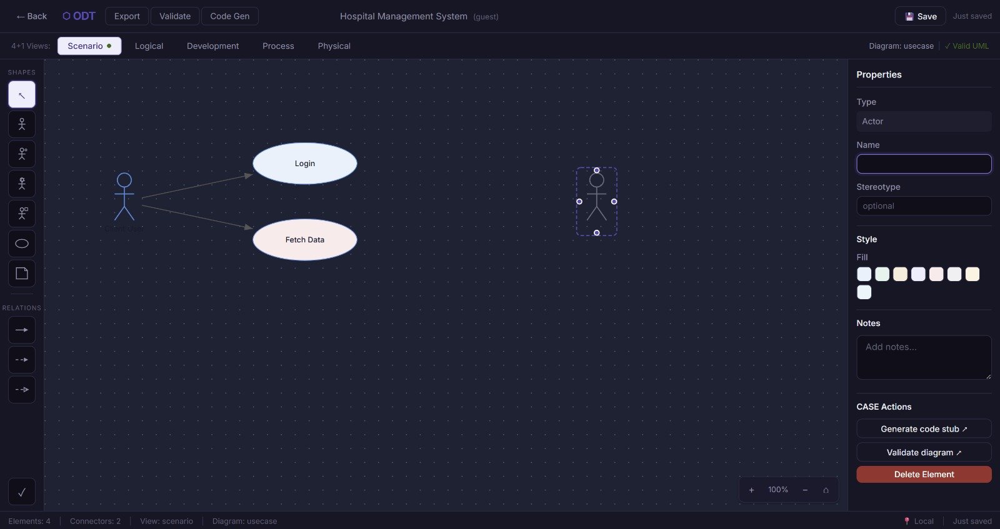 ← Back
ODT
Export
Validate
Code Gen
Hospital Management System (guest)
Save
Just saved
4+1 Views:
Scenario
Logical
Development
Process
Physical
Diagram: usecase
✓ Valid UML
SHAPES
RELATIONS
Login
Fetch Data
+
100%
−
Properties
Type
Actor
Name
Stereotype
optional
Style
Fill
Notes
Add notes...
CASE Actions
Generate code stub ↗
Validate diagram ↗
Delete Element
Elements: 4
Connectors: 2
View: scenario
Diagram: usecase
Local
Just saved